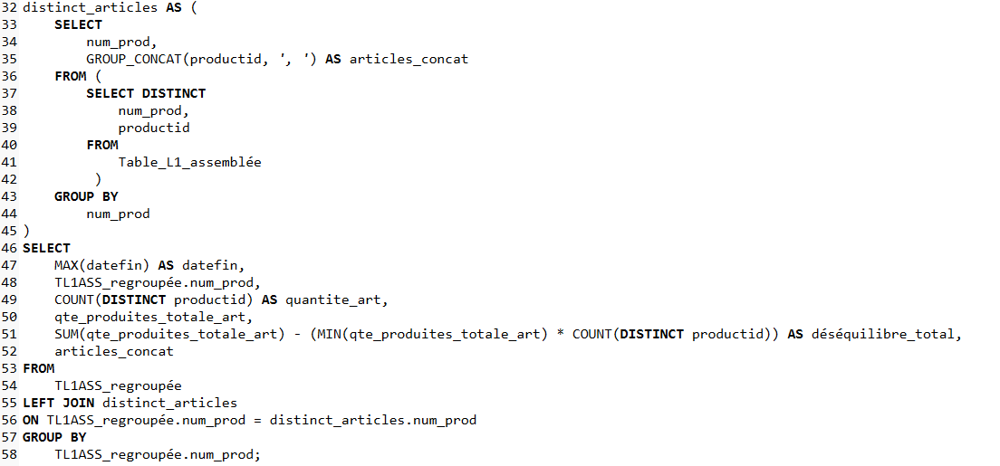 32 distinct_articles AS (
33     SELECT
34         num_prod,
35         GROUP_CONCAT(productid, ', ') AS articles_concat
36     FROM (
37         SELECT DISTINCT
38             num_prod,
39             productid
40         FROM
41             Table_L1_assemblée
42          )
43     GROUP BY
44         num_prod
45 )
46 SELECT
47     MAX(datefin) AS datefin,
48     TL1ASS_regroupée.num_prod,
49     COUNT(DISTINCT productid) AS quantite_art,
50     qte_produites_totale_art,
51     SUM(qte_produites_totale_art) - (MIN(qte_produites_totale_art) * COUNT(DISTINCT productid)) AS déséquilibre_total,
52     articles_concat
53 FROM
54     TL1ASS_regroupée
55 LEFT JOIN distinct_articles
56 ON TL1ASS_regroupée.num_prod = distinct_articles.num_prod
57 GROUP BY
58     TL1ASS_regroupée.num_prod;